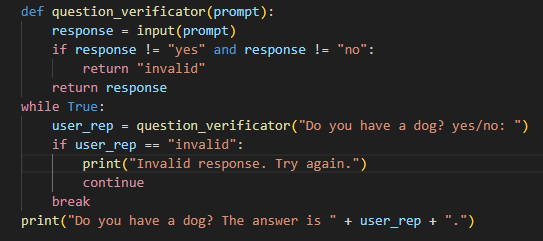 def question_verificator(prompt):
    response = input(prompt)
    if response != "yes" and response != "no":
        return "invalid"
    return response
while True:
    user_rep = question_verificator("Do you have a dog? yes/no: ")
    if user_rep == "invalid":
        print("Invalid response. Try again.")
        continue
    break
print("Do you have a dog? The answer is " + user_rep + ".")